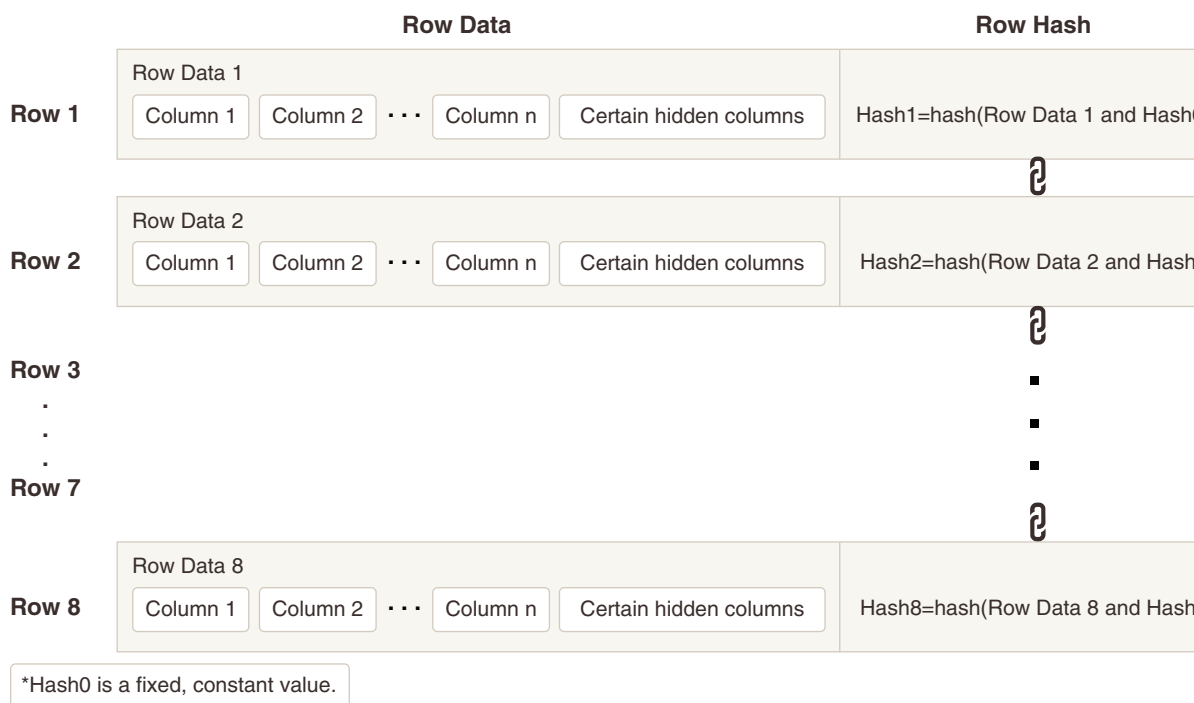 Row Data Row Hash
Row Data 1
Row 1 Column 1 Column 2 ... Column n Certain hidden columns Hash1=hash(Row Data 1 and Hash
Row Data 2
Row 2 Column 1 Column 2 ... Column n Certain hidden columns Hash2=hash(Row Data 2 and Hash
Row 3
.
.
.
Row 7
Row Data 8
Row 8 Column 1 Column 2 ... Column n Certain hidden columns Hash8=hash(Row Data 8 and Hash
*Hash0 is a fixed, constant value.